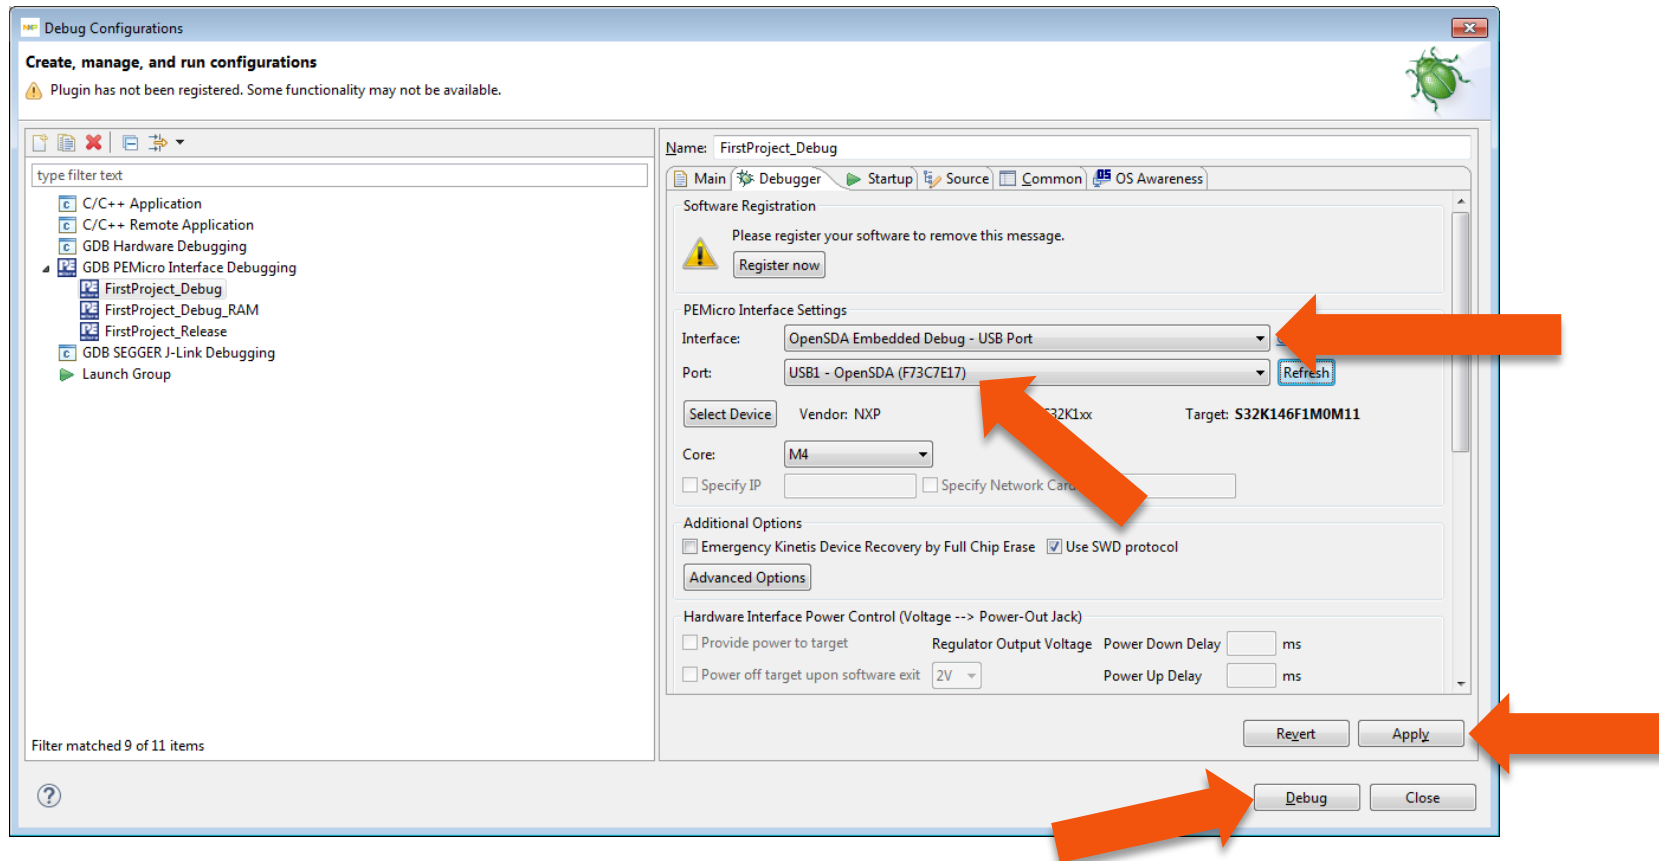 NXP Debug Configurations
Create, manage, and run configurations
Plugin has not been registered. Some functionality may not be available.
type filter text
C/C++ Application
C/C++ Remote Application
GDB Hardware Debugging
GDB PEMicro Interface Debugging
FirstProject_Debug
FirstProject_Debug_RAM
FirstProject_Release
GDB SEGGER J-Link Debugging
Launch Group
Filter matched 9 of 11 items
Name: FirstProject_Debug
Main Debugger Startup Source Common OS Awareness
Software Registration
Please register your software to remove this message.
Register now
PEMicro Interface Settings
Interface: OpenSDA Embedded Debug - USB Port
Port: USB1 - OpenSDA (F73C7E17) Refresh
Select Device Vendor: NXP S32K1xx Target: S32K146F1M0M11
Core: M4
Specify IP Specify Network Card
Additional Options
Emergency Kinetis Device Recovery by Full Chip Erase Use SWD protocol
Advanced Options
Hardware Interface Power Control (Voltage --> Power-Out Jack)
Provide power to target Regulator Output Voltage Power Down Delay ms
Power off target upon software exit 2V Power Up Delay ms
Revert Apply
Debug Close